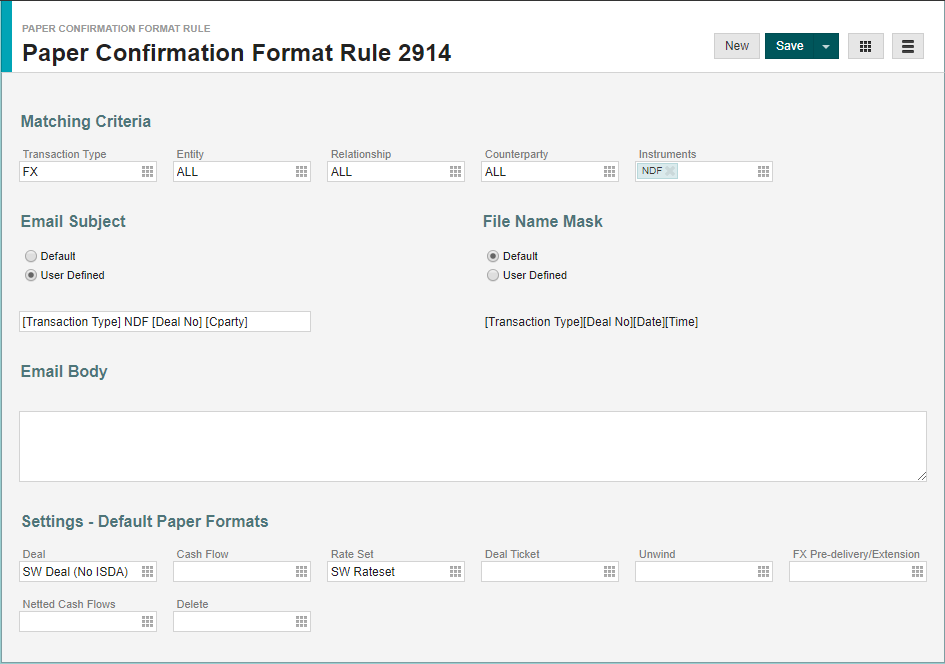 PAPER CONFIRMATION FORMAT RULE
Paper Confirmation Format Rule 2914
New Save
Matching Criteria
Transaction Type Entity Relationship Counterparty Instruments
FX ALL ALL ALL NDF
Email Subject File Name Mask
Default Default
User Defined User Defined
[Transaction Type] NDF [Deal No] [Cparty] [Transaction Type][Deal No][Date][Time]
Email Body
Settings - Default Paper Formats
Deal Cash Flow Rate Set Deal Ticket Unwind FX Pre-delivery/Extension
SW Deal (No ISDA) SW Rateset
Netted Cash Flows Delete